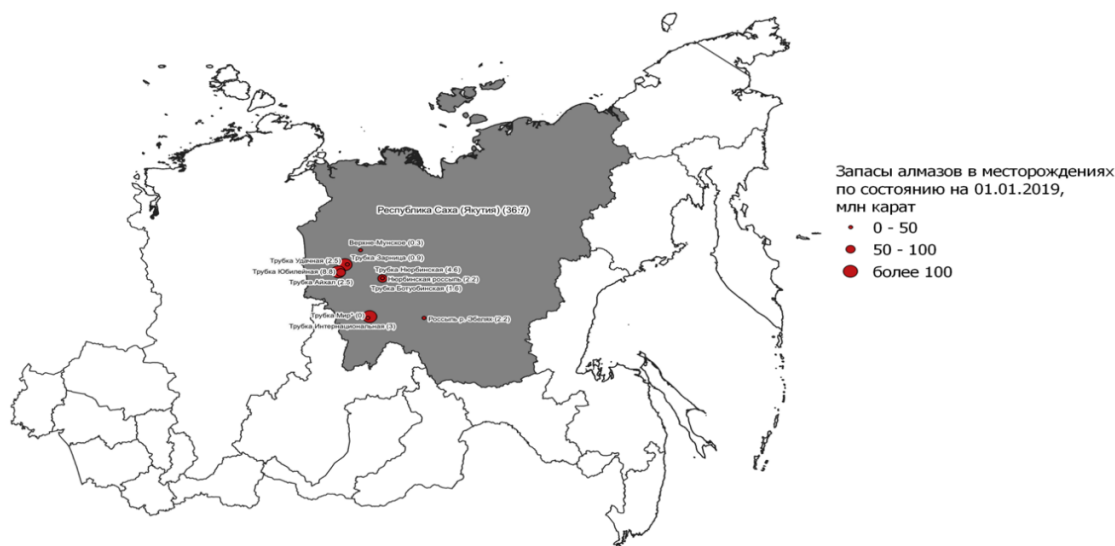 Республика Саха (Якутия) (36.7)
Верхне-Мунское (0.3)
Трубка Зарница (0.9)
Трубка Удачная (2.5)
Трубка Юбилейная (8.8)
Трубка Айхал (2.5)
Трубка Нюрбинская (4.6)
Нюрбинская россыпь (2.2)
Трубка Ботуобинская (1.6)
Трубка Мир* (0)
Трубка Интернациональная (3)
Россыпь р. Эбелях (2.2)
Запасы алмазов в месторождениях
по состоянию на 01.01.2019,
млн карат
0 - 50
50 - 100
более 100